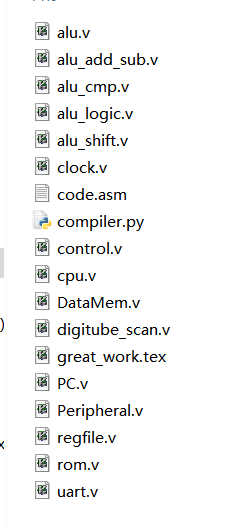 alu.v
alu_add_sub.v
alu_cmp.v
alu_logic.v
alu_shift.v
clock.v
code.asm
compiler.py
control.v
cpu.v
DataMem.v
digitube_scan.v
great_work.tex
PC.v
Peripheral.v
regfile.v
rom.v
uart.v